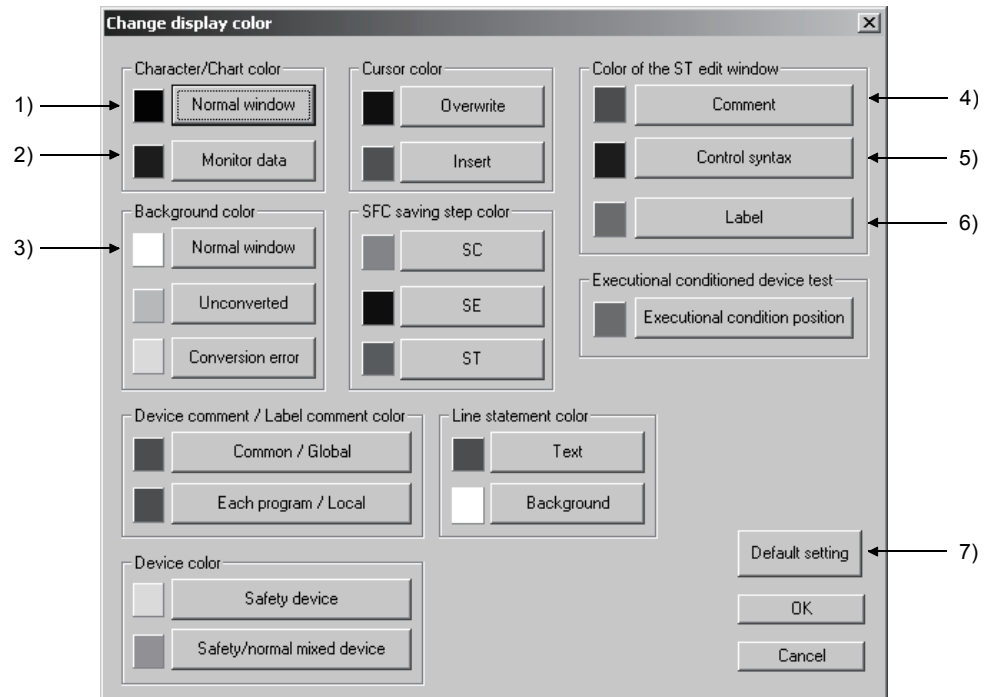 Change display color
Character/Chart color
1)
Normal window
2)
Monitor data
Cursor color
Overwrite
Insert
Color of the ST edit window
Comment
4)
Control syntax
5)
Label
6)
Background color
3)
Normal window
Unconverted
Conversion error
SFC saving step color
SC
SE
ST
Executional conditioned device test
Executional condition position
Device comment / Label comment color
Common / Global
Each program / Local
Line statement color
Text
Background
Device color
Safety device
Safety/normal mixed device
Default setting
7)
OK
Cancel